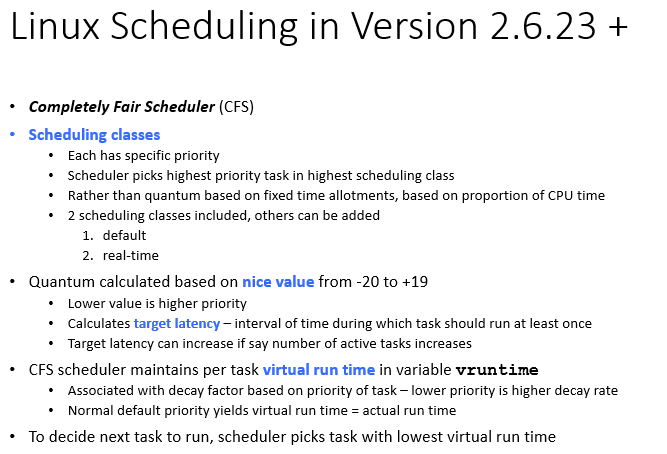 Linux Scheduling in Version 2.6.23 +
• Completely Fair Scheduler (CFS)
• Scheduling classes
• Each has specific priority
• Scheduler picks highest priority task in highest scheduling class
• Rather than quantum based on fixed time allotments, based on proportion of CPU time
• 2 scheduling classes included, others can be added
1. default
2. real-time
• Quantum calculated based on nice value from -20 to +19
• Lower value is higher priority
• Calculates target latency – interval of time during which task should run at least once
• Target latency can increase if say number of active tasks increases
• CFS scheduler maintains per task virtual run time in variable vruntime
• Associated with decay factor based on priority of task – lower priority is higher decay rate
• Normal default priority yields virtual run time = actual run time
• To decide next task to run, scheduler picks task with lowest virtual run time